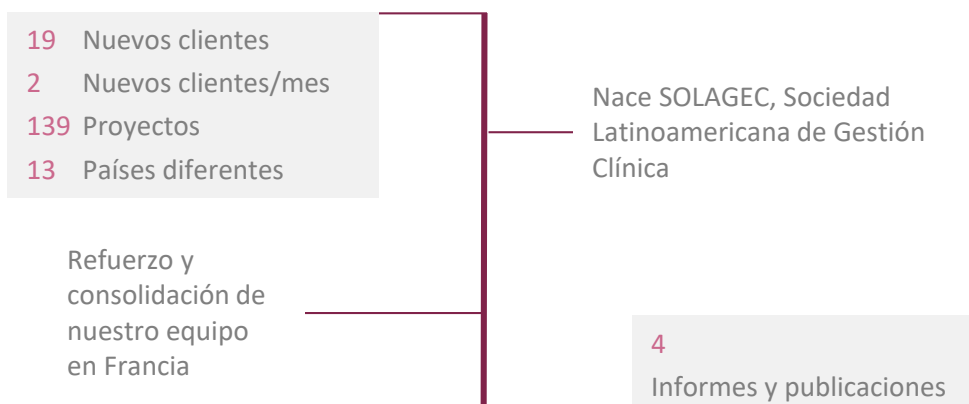 19 Nuevos clientes
2 Nuevos clientes/mes
139 Proyectos
13 Países diferentes
Nace SOLAGEC, Sociedad
Latinoamericana de Gestión
Clínica
Refuerzo y
consolidación de
nuestro equipo
en Francia
4
Informes y publicaciones